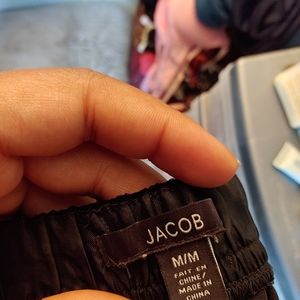 JACOB
M/M
FAIT EN
CHINE/
MADE IN
CHINA